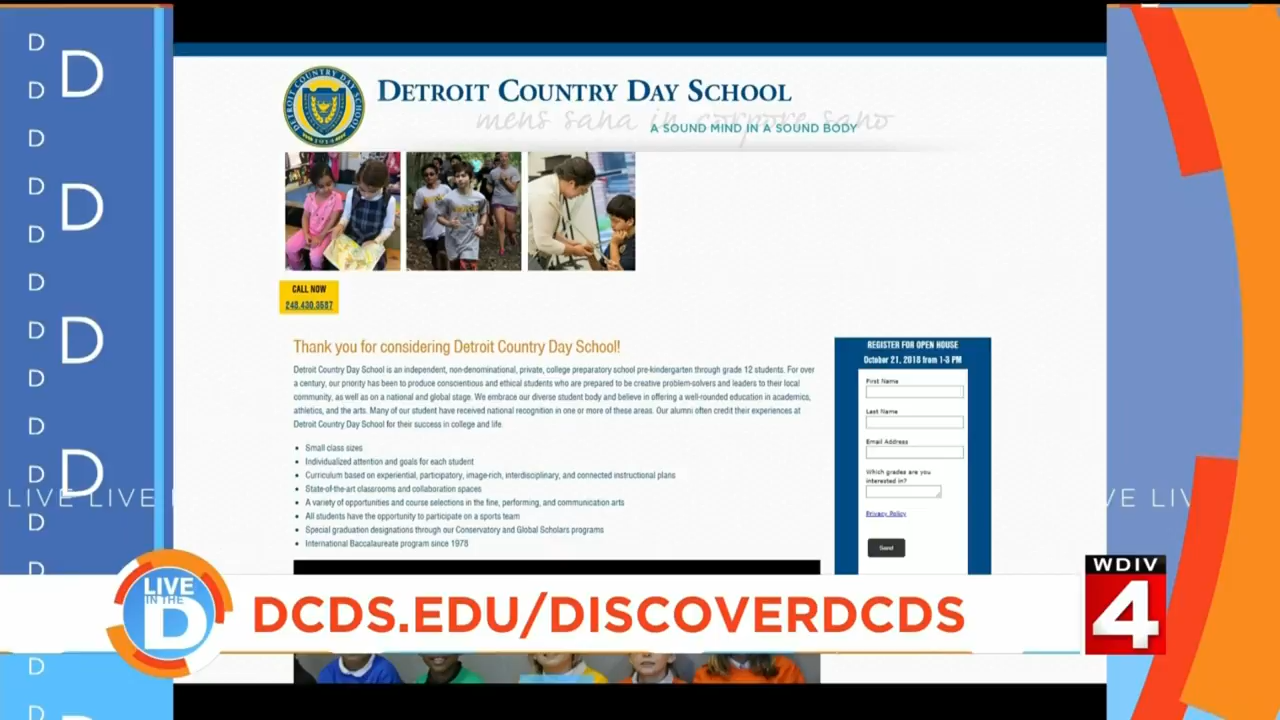 DETROIT COUNTRY DAY SCHOOL
mens sana in corpore sano
A SOUND MIND IN A SOUND BODY
DETROIT COUNTRY DAY SCHOOL
1914
CALL NOW
248.430.3587
Thank you for considering Detroit Country Day School!
Detroit Country Day School is an independent, non-denominational, private, college preparatory school pre-kindergarten through grade 12 students. For over
a century, our priority has been to produce conscientious and ethical students who are prepared to be creative problem-solvers and leaders to their local
community, as well as on a national and global stage. We embrace our diverse student body and believe in offering a well-rounded education in academics,
athletics, and the arts. Many of our student have received national recognition in one or more of these areas. Our alumni often credit their experiences at
Detroit Country Day School for their success in college and life
• Small class sizes
• Individualized attention and goals for each student
• Curriculum based on experiential, participatory, image-rich, interdisciplinary, and connected instructional plans
• State-of-the-art classrooms and collaboration spaces
• A variety of opportunities and course selections in the fine, performing, and communication arts
• All students have the opportunity to participate on a sports team
• Special graduation designations through our Conservatory and Global Scholars programs
• International Baccalaureate program since 1978
REGISTER FOR OPEN HOUSE
October 21, 2018 from 1-3 PM
First Name
Last Name
Email Address
Which grades are you
interested in?
Privacy Policy
Send
LIVE LIVE
VE LIV
LIVE
IN THE
D
DCDS.EDU/DISCOVERDCDS
WDIV
4